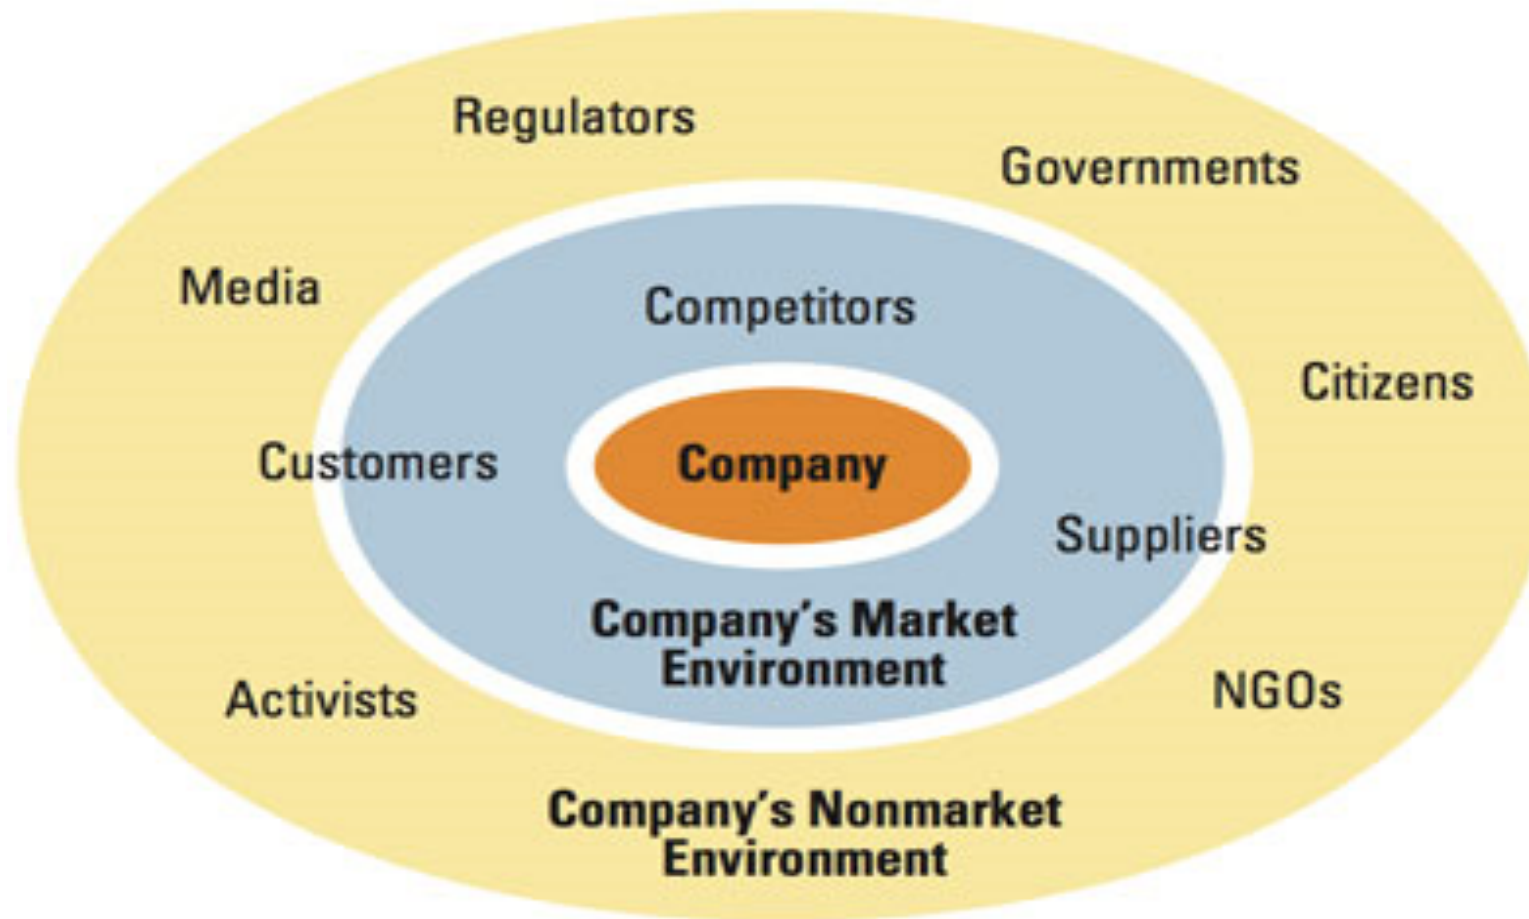 Regulators
Governments
Media
Competitors
Citizens
Customers
Company
Suppliers
Company's Market
Environment
Activists
NGOs
Company's Nonmarket
Environment